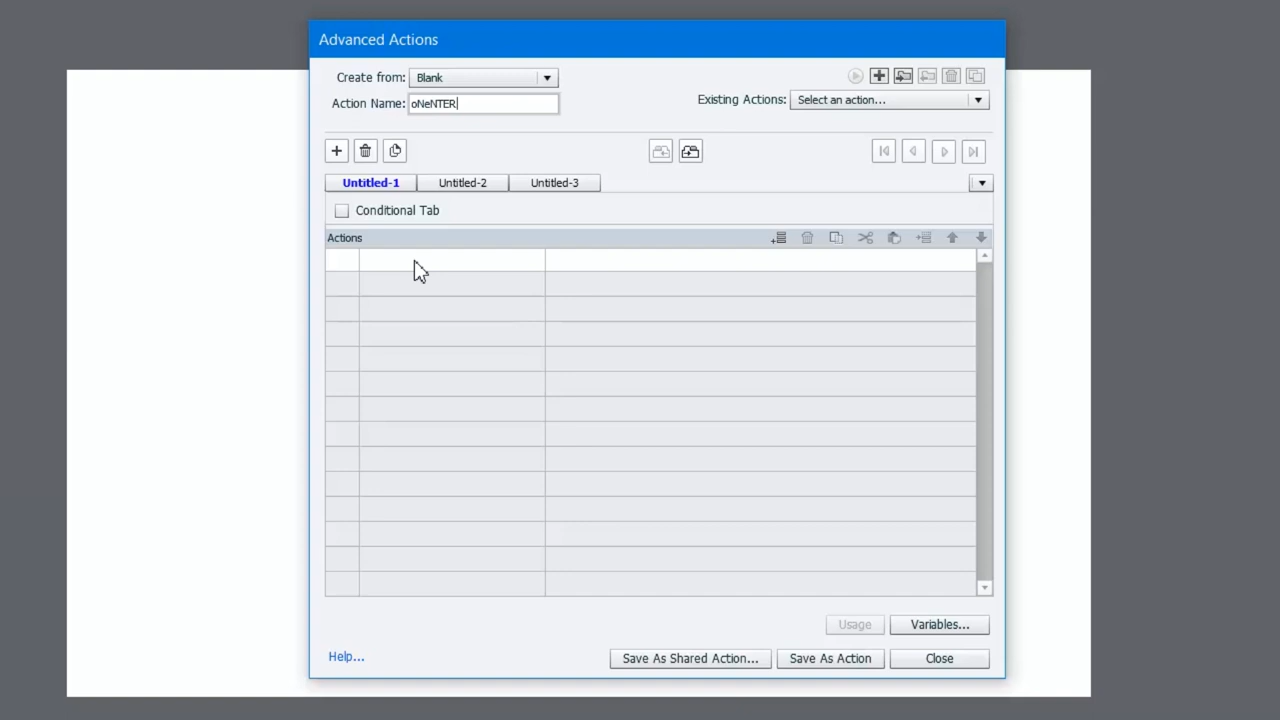 Advanced Actions
Create from: Blank
Action Name: oNeNTER
Existing Actions: Select an action...
Untitled-1 Untitled-2 Untitled-3
Conditional Tab
Actions
Usage Variables...
Help... Save As Shared Action... Save As Action Close